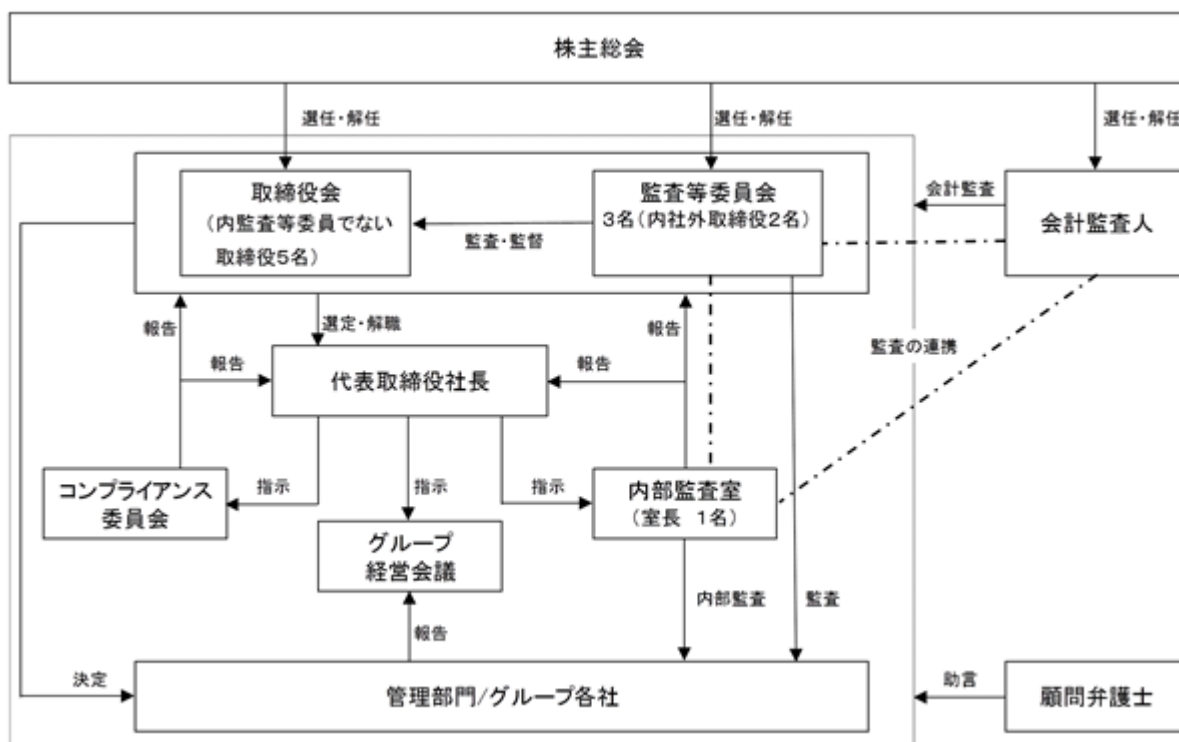 株主総会
選任・解任
選任・解任
選任・解任
取締役会
（内監査等委員でない
取締役5名）
監査等委員会
3名（内社外取締役2名）
会計監査
会計監査人
監査・監督
報告
選定・解職
報告
監査の連携
報告
代表取締役社長
報告
コンプライアンス
委員会
指示
指示
指示
内部監査室
（室長　1名）
グループ
経営会議
内部監査
監査
報告
決定
管理部門/グループ各社
助言
顧問弁護士